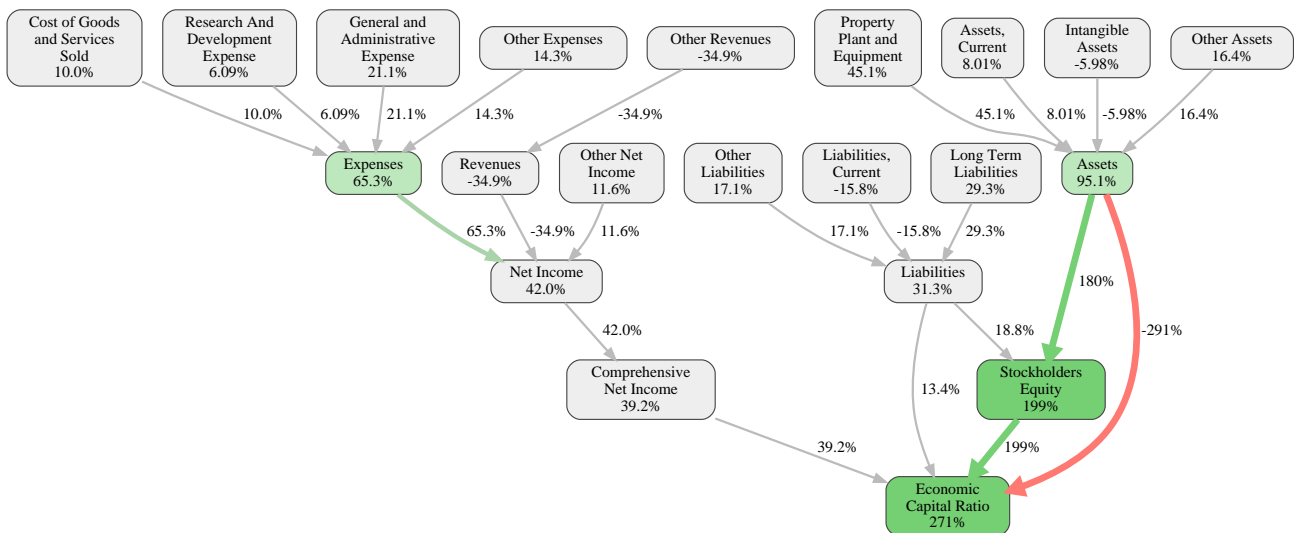 Cost of Goods
and Services
Sold
10.0%
Research And
Development
Expense
6.09%
General and
Administrative
Expense
21.1%
Other Expenses
14.3%
Other Revenues
-34.9%
Property
Plant and
Equipment
45.1%
Assets,
Current
8.01%
Intangible
Assets
-5.98%
Other Assets
16.4%
10.0%
6.09%
21.1%
14.3%
-34.9%
45.1%
8.01%
-5.98%
16.4%
Expenses
65.3%
Revenues
-34.9%
Other Net
Income
11.6%
Other
Liabilities
17.1%
Liabilities,
Current
-15.8%
Long Term
Liabilities
29.3%
Assets
95.1%
65.3%
-34.9%
11.6%
17.1%
-15.8%
29.3%
Net Income
42.0%
Liabilities
31.3%
180%
42.0%
18.8%
-291%
Comprehensive
Net Income
39.2%
13.4%
Stockholders
Equity
199%
39.2%
199%
Economic
Capital Ratio
271%